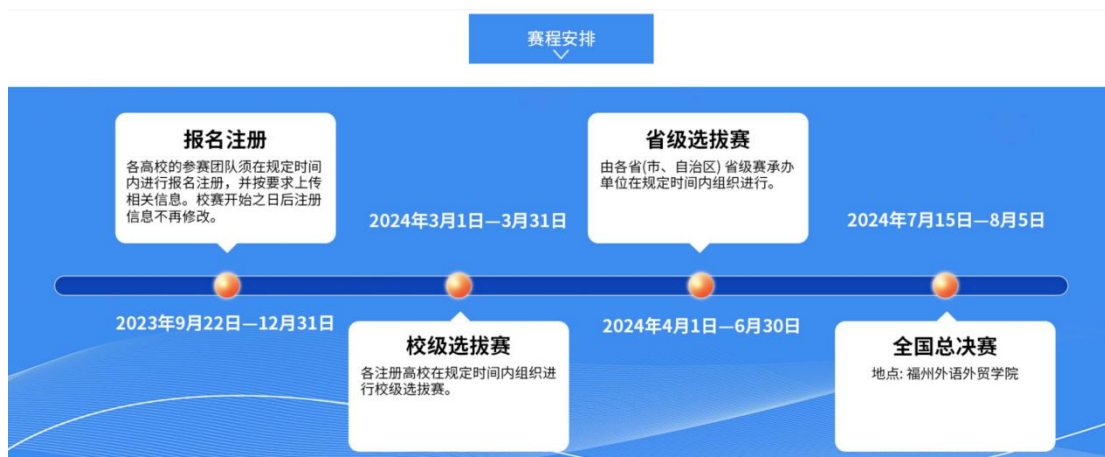 赛程安排
报名注册
各高校的参赛团队须在规定时间
内进行报名注册，并按要求上传
相关信息。校赛开始之日后注册
信息不再修改。
2023年9月22日—12月31日
2024年3月1日—3月31日
校级选拔赛
各注册高校在规定时间内组织进
行校级选拔赛。
省级选拔赛
由各省(市、自治区) 省级赛承办
单位在规定时间内组织进行。
2024年4月1日—6月30日
2024年7月15日—8月5日
全国总决赛
地点: 福州外语外贸学院